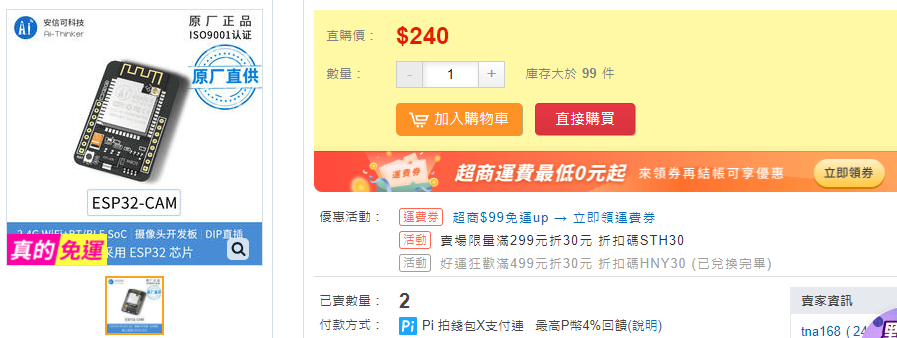 安信可科技
Ai-Thinker
原厂正品
ISO9001认证
原厂直供
ESP32-CAM
2.4G WiFi+BT/BLE SoC 摄像头开发板 DIP直插
采用 ESP32 芯片
真的免運
直購價：
$240
數量：
- 1 +
庫存大於 99 件
加入購物車
直接購買
運費券
超商運費最低0元起
來領券再結帳可享優惠
立即領券
優惠活動：
運費券 超商$99免運up → 立即領運費券
活動 賣場限量滿299元折30元 折扣碼STH30
活動 好運狂歡滿499元折30元 折扣碼HNY30 (已兌換完畢)
已賣數量：
2
付款方式：
Pi Pi 拍錢包X支付連 最高P幣4%回饋(說明)
賣家資訊
tna168